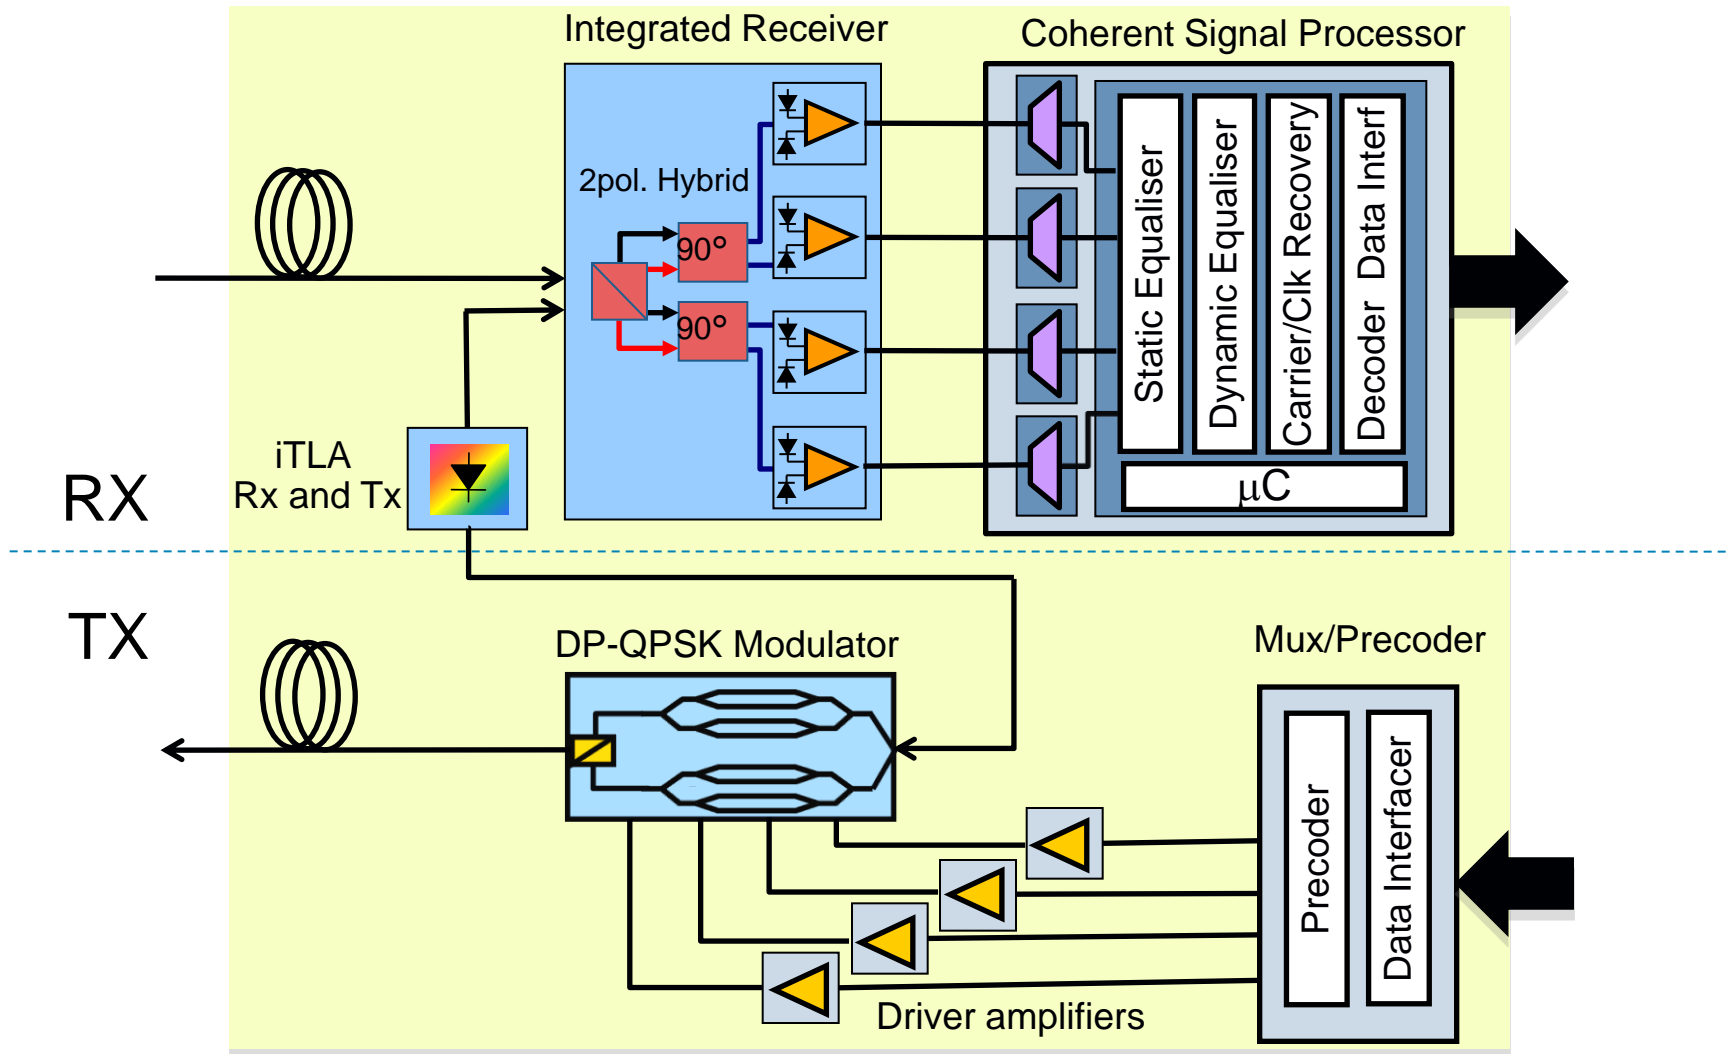 Integrated Receiver
Coherent Signal Processor
2pol. Hybrid
90°
90°
Static Equaliser
Dynamic Equaliser
Carrier/Clk Recovery
Decoder Data Interf
μC
iTLA
Rx and Tx
RX
TX
DP-QPSK Modulator
Mux/Precoder
Precoder
Data Interfacer
Driver amplifiers